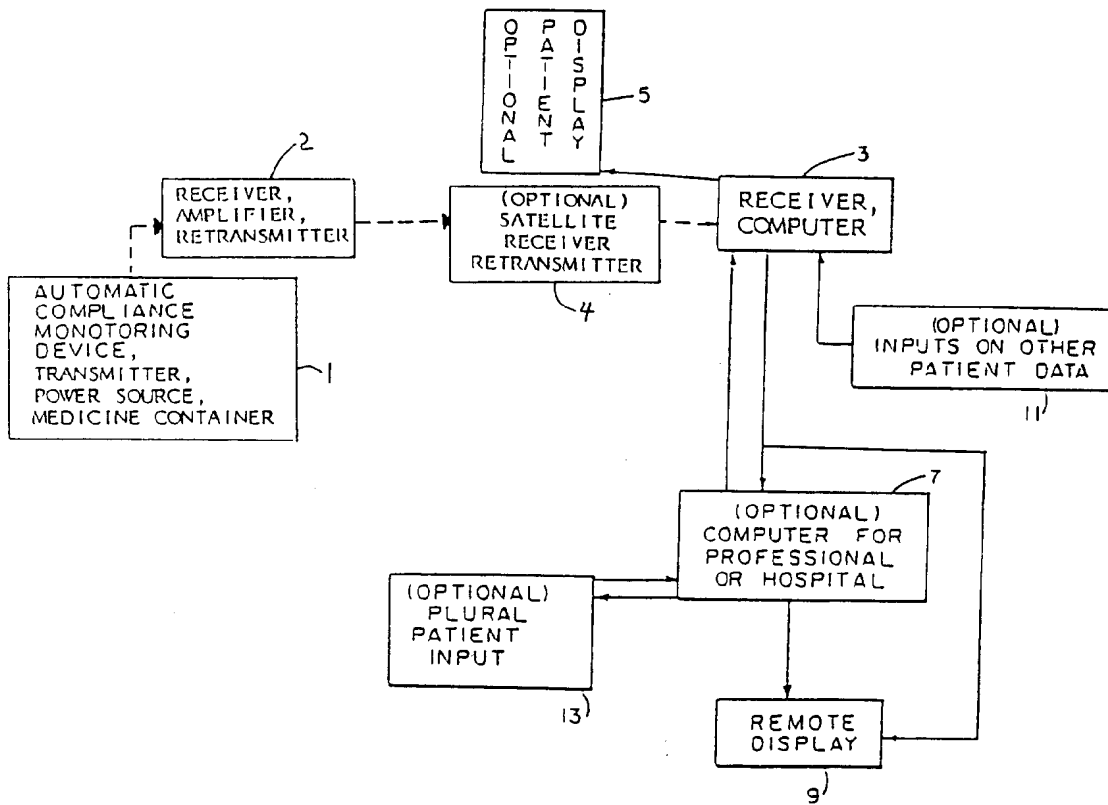 OPTIONAL
PATIENT
DISPLAY
5
2
RECEIVER,
AMPLIFIER,
RETRANSMITTER
(OPTIONAL)
SATELLITE
RECEIVER
RETRANSMITTER
4
3
RECEIVER,
COMPUTER
AUTOMATIC
COMPLIANCE
MONOTORING
DEVICE,
TRANSMITTER,
POWER SOURCE,
MEDICINE CONTAINER
1
(OPTIONAL)
INPUTS ON OTHER
PATIENT DATA
11
7
(OPTIONAL)
COMPUTER FOR
PROFESSIONAL
OR HOSPITAL
(OPTIONAL)
PLURAL
PATIENT
INPUT
13
REMOTE
DISPLAY
9